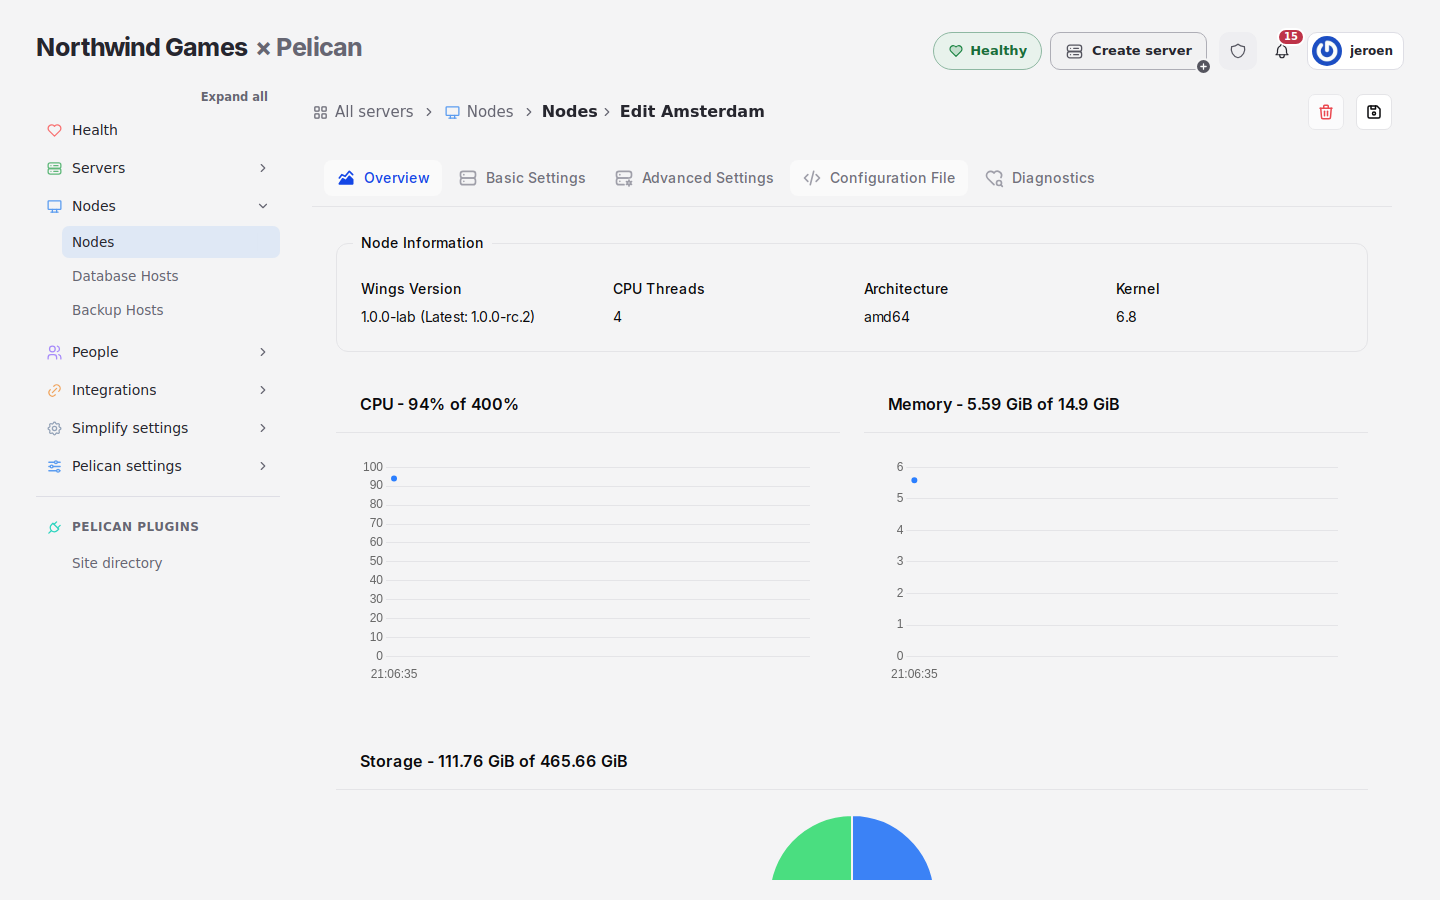 Northwind Games × Pelican
Healthy
Create server
15
jeroen
Expand all
Health
Servers
Nodes
Nodes
Database Hosts
Backup Hosts
People
Integrations
Simplify settings
Pelican settings
PELICAN PLUGINS
Site directory
All servers > Nodes > Nodes > Edit Amsterdam
Overview
Basic Settings
Advanced Settings
Configuration File
Diagnostics
Node Information
Wings Version
1.0.0-lab (Latest: 1.0.0-rc.2)
CPU Threads
4
Architecture
amd64
Kernel
6.8
CPU - 94% of 400%
100
90
80
70
60
50
40
30
20
10
0
21:06:35
Memory - 5.59 GiB of 14.9 GiB
6
5
4
3
2
1
0
21:06:35
Storage - 111.76 GiB of 465.66 GiB